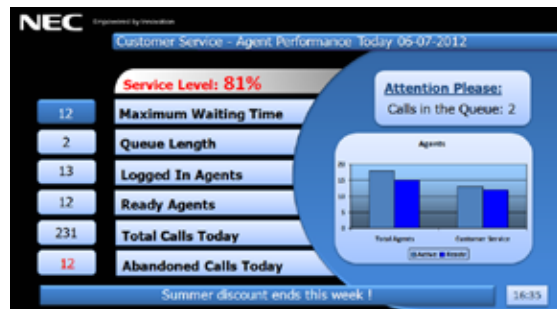 NEC Empowered by Innovation
Customer Service - Agent Performance Today 06-07-2012
Service Level: 81%
12 Maximum Waiting Time
2 Queue Length
13 Logged In Agents
12 Ready Agents
231 Total Calls Today
12 Abandoned Calls Today
Attention Please:
Calls in the Queue: 2
Agents
20
15
10
5
0
Total Agents Customer Service
Active Ready
Summer discount ends this week !
16:35